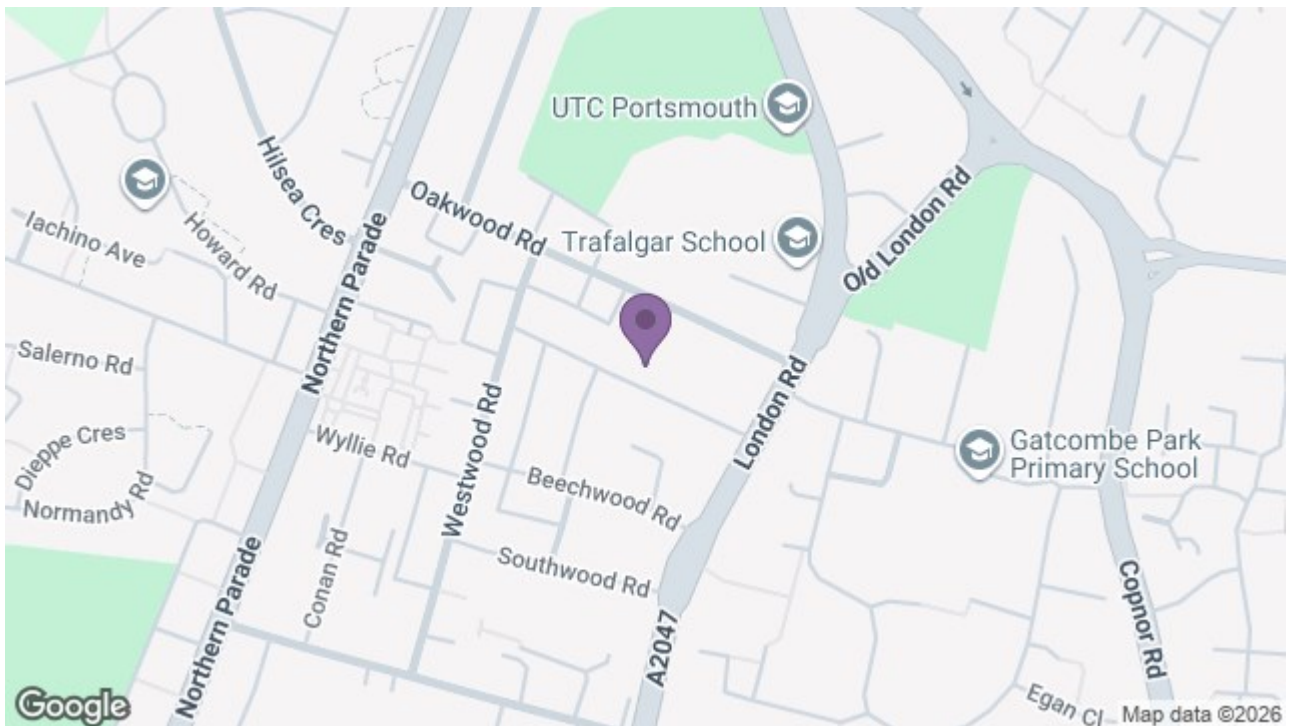 UTC Portsmouth
Hilsea Cres
Oakwood Rd
Old London Rd
Iachino Ave
Howard Rd
Trafalgar School
Northern Parade
Salerno Rd
Westwood Rd
London Rd
Dieppe Cres
Wyllie Rd
Gatcombe Park
Primary School
Normandy Rd
Beechwood Rd
Southwood Rd
Conan Rd
Northern Parade
A2047
Copnor Rd
Egan Cl
Google
Map data ©2026